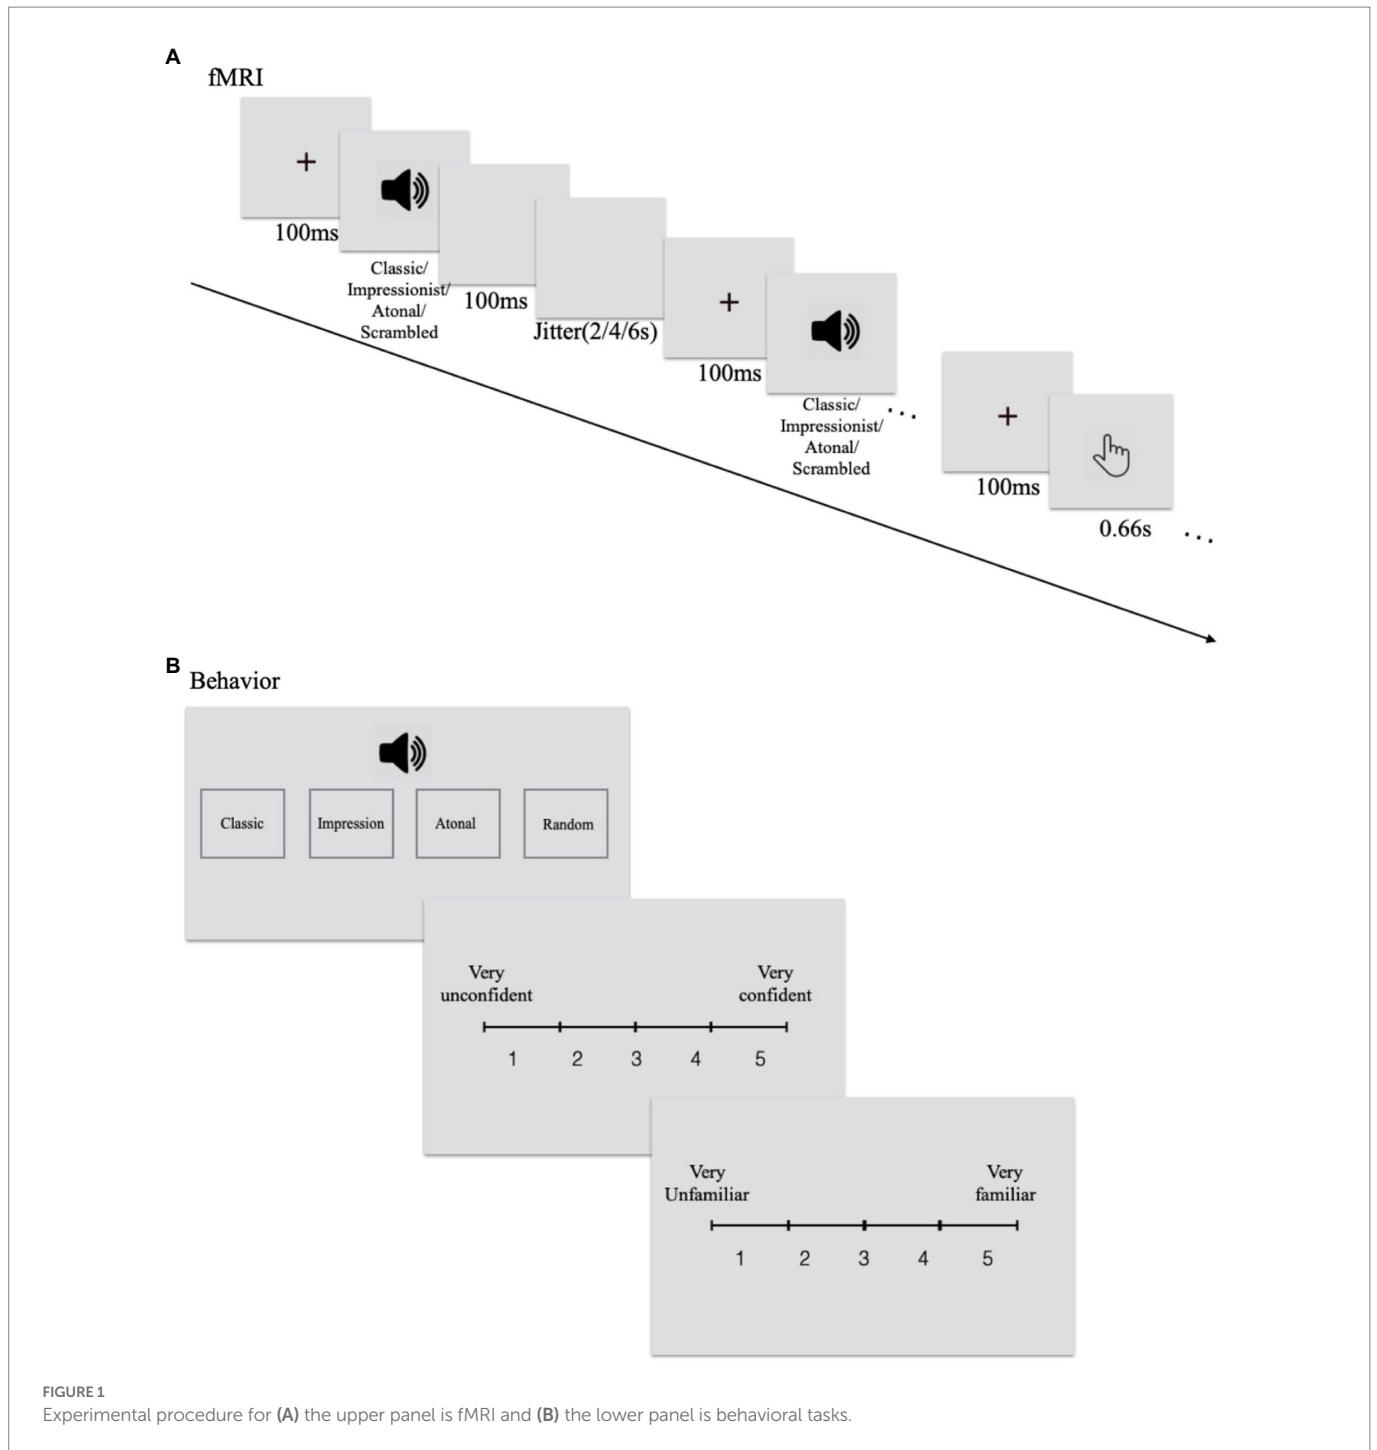 A
fMRI
+
100ms
Classic/
Impressionist/
Atonal/
Scrambled
100ms
Jitter(2/4/6s)
+
100ms
Classic/
Impressionist/
Atonal/
Scrambled
...
+
100ms
0.66s
...
B
Behavior
Classic
Impression
Atonal
Random
Very
unconfident
Very
confident
1 2 3 4 5
Very
Unfamiliar
Very
familiar
1 2 3 4 5
FIGURE 1
Experimental procedure for (A) the upper panel is fMRI and (B) the lower panel is behavioral tasks.